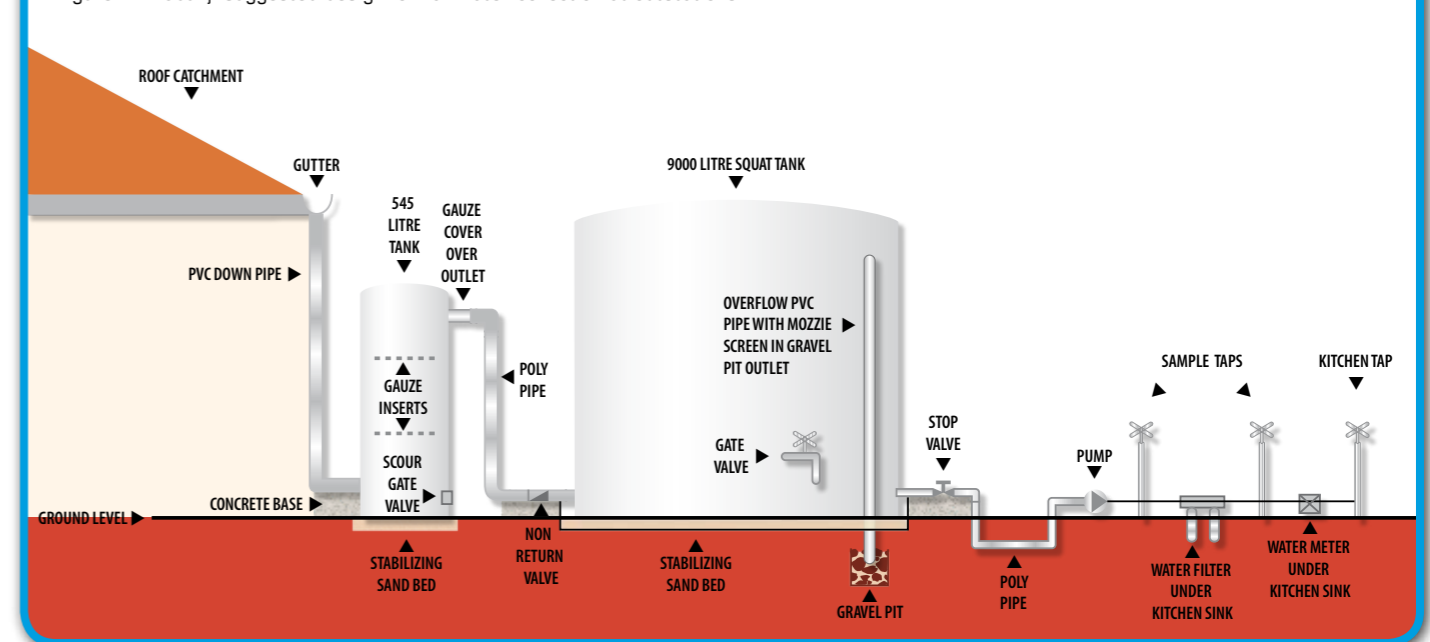 ROOF CATCHMENT
GUTTER
545
LITRE
TANK
GAUZE
COVER
OVER
OUTLET
9000 LITRE SQUAT TANK
PVC DOWN PIPE
OVERFLOW PVC
PIPE WITH MOZZIE
SCREEN IN GRAVEL
PIT OUTLET
POLY
PIPE
GAUZE
INSERTS
SAMPLE TAPS
KITCHEN TAP
STOP
VALVE
GATE
VALVE
PUMP
SCOUR
GATE
VALVE
CONCRETE BASE
GROUND LEVEL
STABILIZING
SAND BED
NON
RETURN
VALVE
STABILIZING
SAND BED
GRAVEL PIT
POLY
PIPE
WATER FILTER
UNDER
KITCHEN SINK
WATER METER
UNDER
KITCHEN SINK